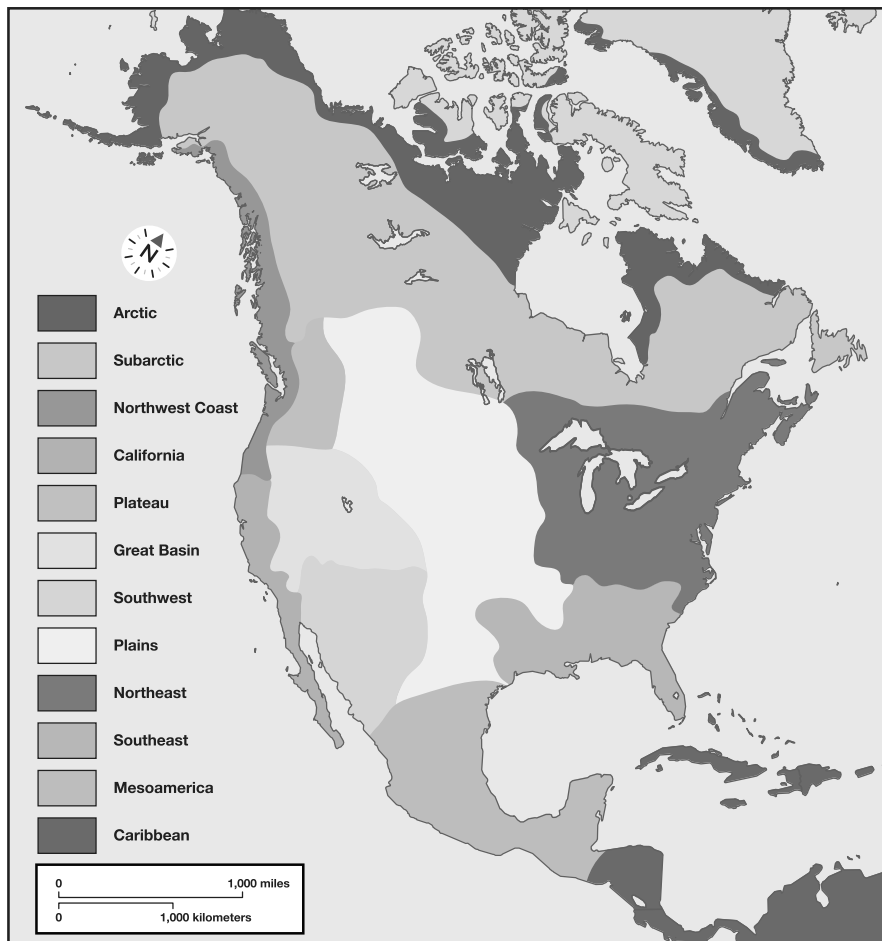 N
Arctic
Subarctic
Northwest Coast
California
Plateau
Great Basin
Southwest
Plains
Northeast
Southeast
Mesoamerica
Caribbean
0 1,000 miles
0 1,000 kilometers